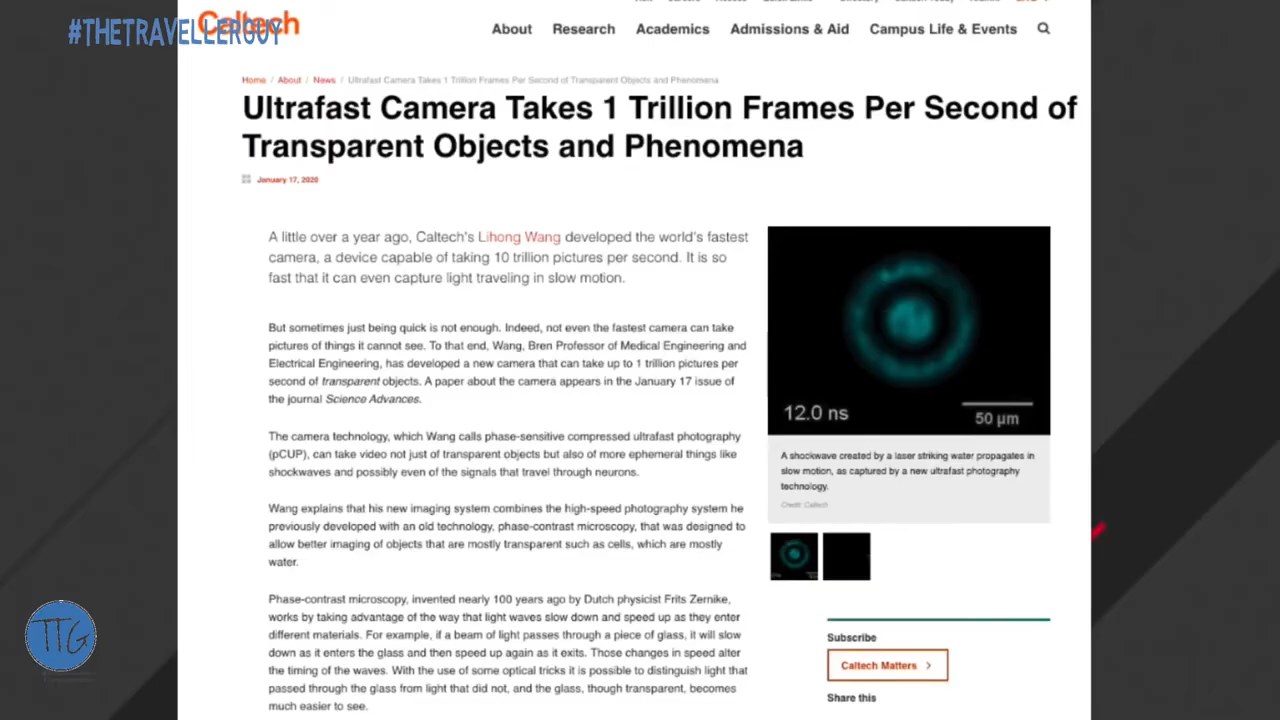 #THETRAVELLERGUY
Caltech
About Research Academics Admissions & Aid Campus Life & Events
Home / About / News / Ultrafast Camera Takes 1 Trillion Frames Per Second of Transparent Objects and Phenomena
Ultrafast Camera Takes 1 Trillion Frames Per Second of
Transparent Objects and Phenomena
January 17, 2020
A little over a year ago, Caltech's Lihong Wang developed the world's fastest
camera, a device capable of taking 10 trillion pictures per second. It is so
fast that it can even capture light traveling in slow motion.
But sometimes just being quick is not enough. Indeed, not even the fastest camera can take
pictures of things it cannot see. To that end, Wang, Bren Professor of Medical Engineering and
Electrical Engineering, has developed a new camera that can take up to 1 trillion pictures per
second of transparent objects. A paper about the camera appears in the January 17 issue of
the journal Science Advances.
The camera technology, which Wang calls phase-sensitive compressed ultrafast photography
(pCUP), can take video not just of transparent objects but also of more ephemeral things like
shockwaves and possibly even of the signals that travel through neurons.
Wang explains that his new imaging system combines the high-speed photography system he
previously developed with an old technology, phase-contrast microscopy, that was designed to
allow better imaging of objects that are mostly transparent such as cells, which are mostly
water.
Phase-contrast microscopy, invented nearly 100 years ago by Dutch physicist Frits Zernike,
works by taking advantage of the way that light waves slow down and speed up as they enter
different materials. For example, if a beam of light passes through a piece of glass, it will slow
down as it enters the glass and then speed up again as it exits. Those changes in speed alter
the timing of the waves. With the use of some optical tricks it is possible to distinguish light that
passed through the glass from light that did not, and the glass, though transparent, becomes
much easier to see.
12.0 ns
50 µm
A shockwave created by a laser striking water propagates in
slow motion, as captured by a new ultrafast photography
technology.
Credit: Caltech
Subscribe
Caltech Matters >
Share this
TTG